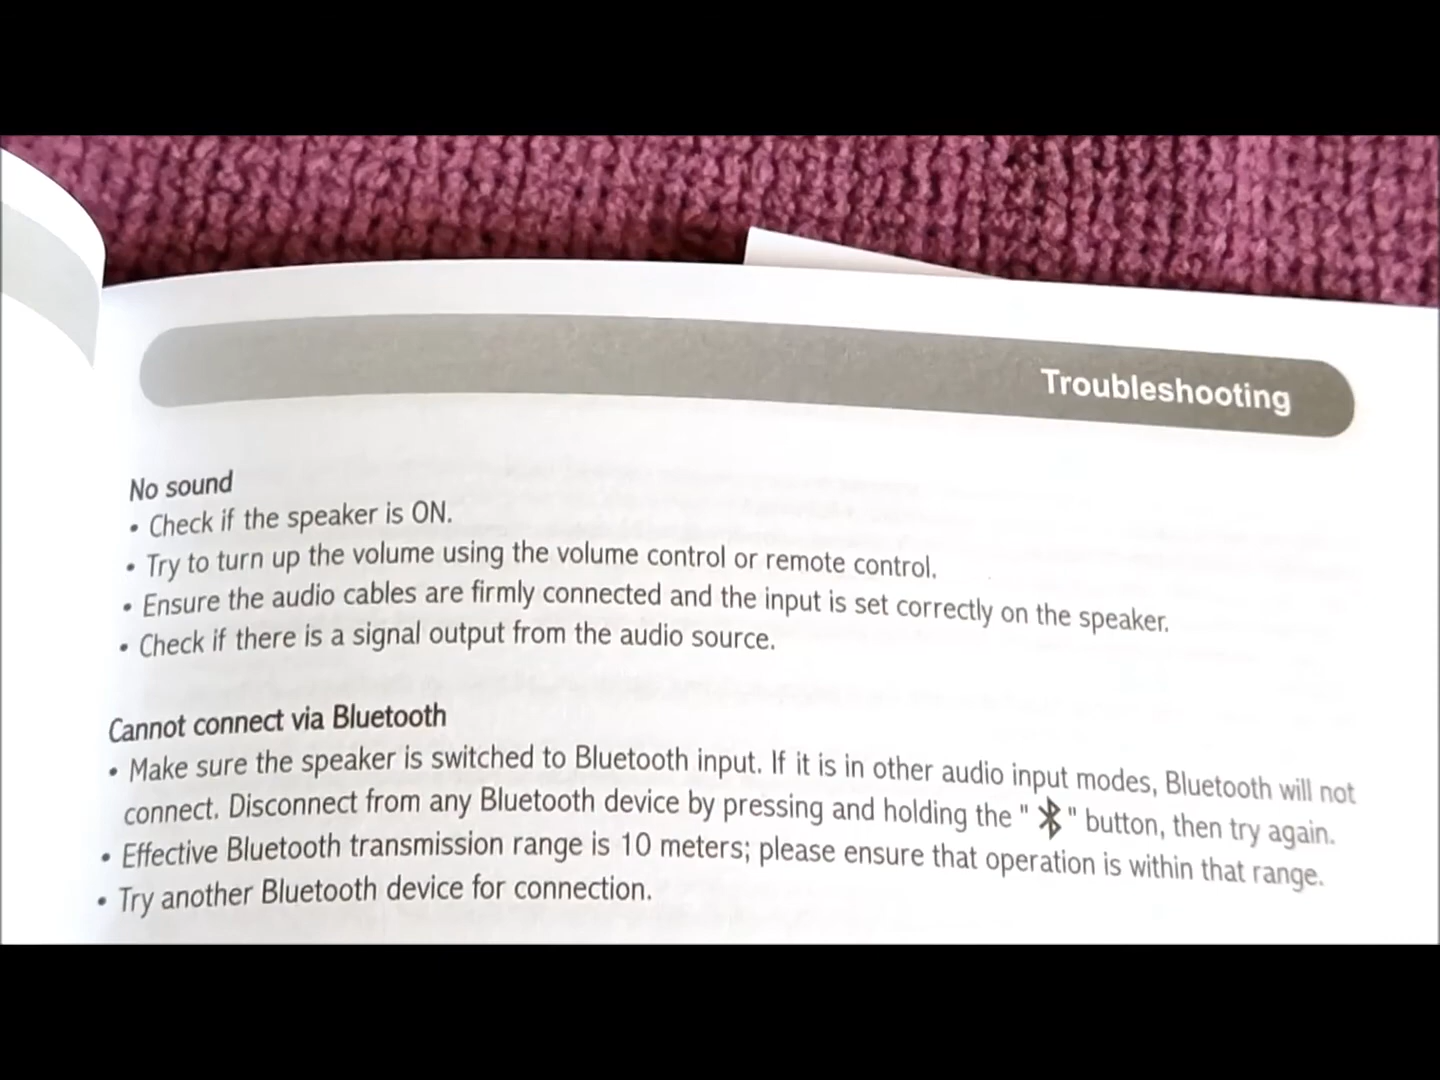 Troubleshooting
No sound
• Check if the speaker is ON.
• Try to turn up the volume using the volume control or remote control.
• Ensure the audio cables are firmly connected and the input is set correctly on the speaker.
• Check if there is a signal output from the audio source.
Cannot connect via Bluetooth
• Make sure the speaker is switched to Bluetooth input. If it is in other audio input modes, Bluetooth will not
connect. Disconnect from any Bluetooth device by pressing and holding the " " button, then try again.
• Effective Bluetooth transmission range is 10 meters; please ensure that operation is within that range.
• Try another Bluetooth device for connection.